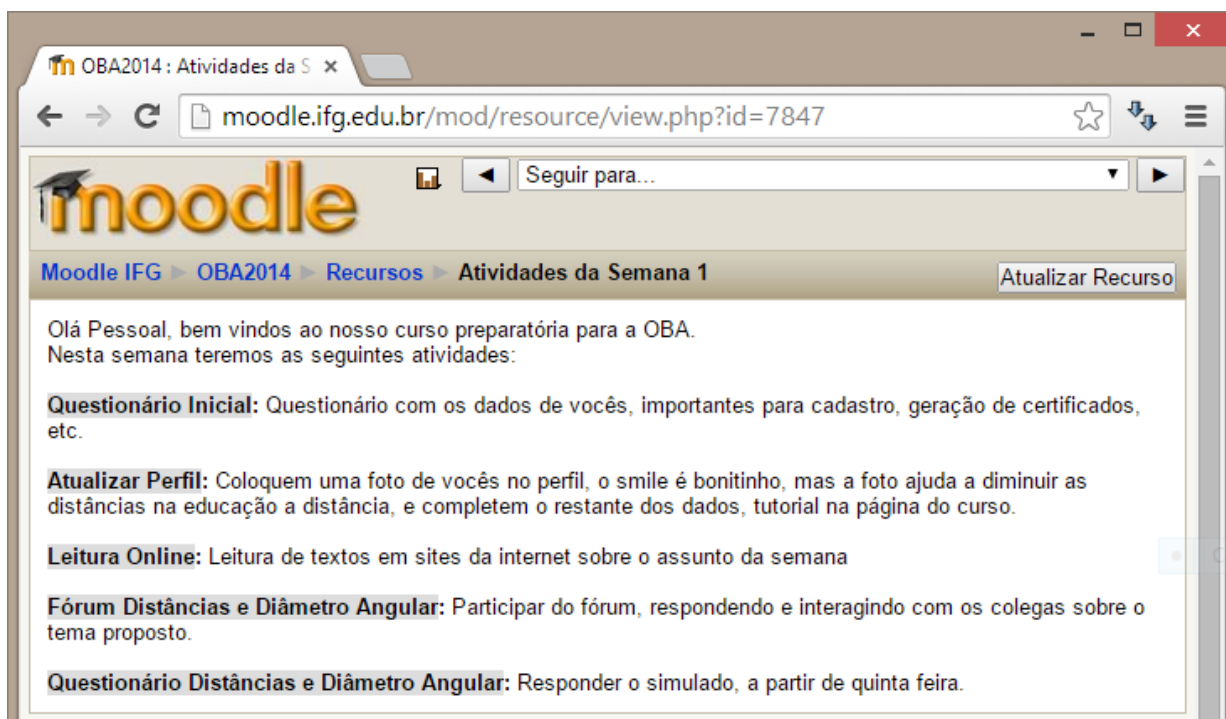 OBA2014 : Atividades da S
moodle.ifg.edu.br/mod/resource/view.php?id=7847
moodle
Seguir para...
Moodle IFG ► OBA2014 ► Recursos ► Atividades da Semana 1
Atualizar Recurso
Olá Pessoal, bem vindos ao nosso curso preparatória para a OBA.
Nesta semana teremos as seguintes atividades:
Questionário Inicial: Questionário com os dados de vocês, importantes para cadastro, geração de certificados,
etc.
Atualizar Perfil: Coloquem uma foto de vocês no perfil, o smile é bonitinho, mas a foto ajuda a diminuir as
distâncias na educação a distância, e completem o restante dos dados, tutorial na página do curso.
Leitura Online: Leitura de textos em sites da internet sobre o assunto da semana
Fórum Distâncias e Diâmetro Angular: Participar do fórum, respondendo e interagindo com os colegas sobre o
tema proposto.
Questionário Distâncias e Diâmetro Angular: Responder o simulado, a partir de quinta feira.